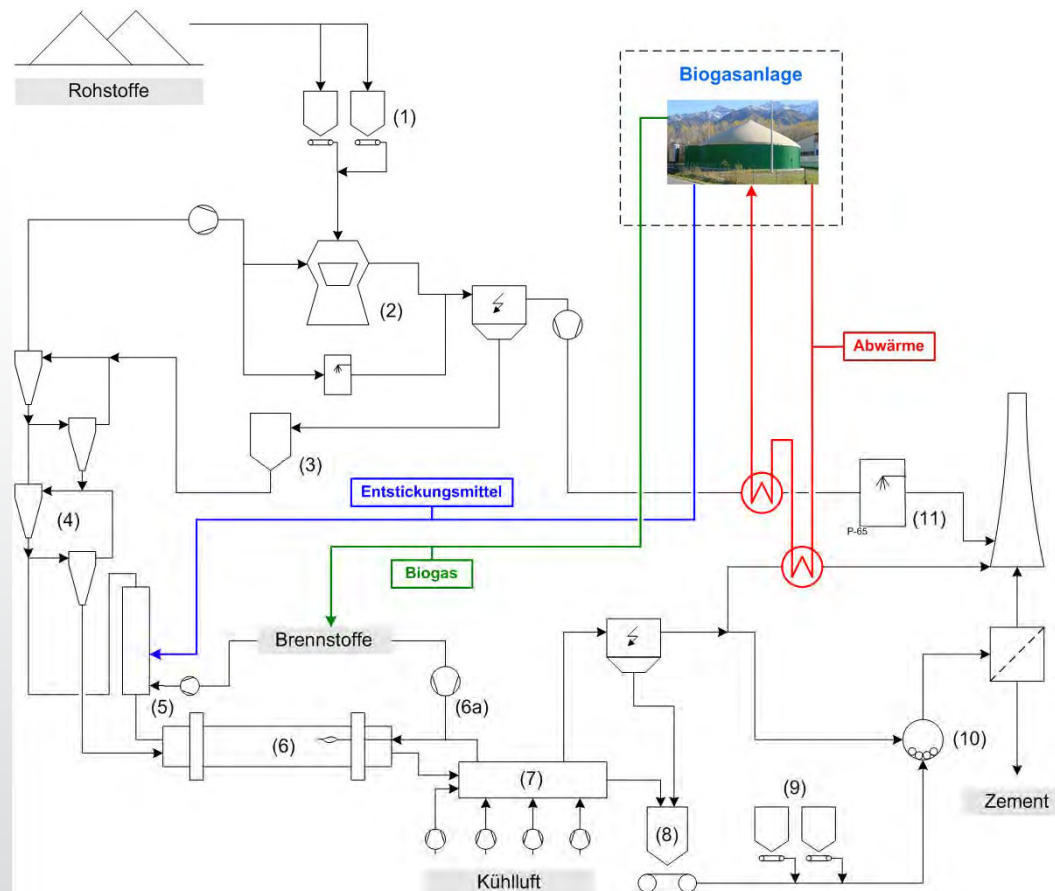 Rohstoffe
(1)
Biogasanlage
(2)
Abwärme
(3)
Entstickungsmittel
(4)
P-65
(11)
Biogas
Brennstoffe
(5)
(6a)
(6)
(10)
(7)
(9)
Zement
(8)
Kühlluft